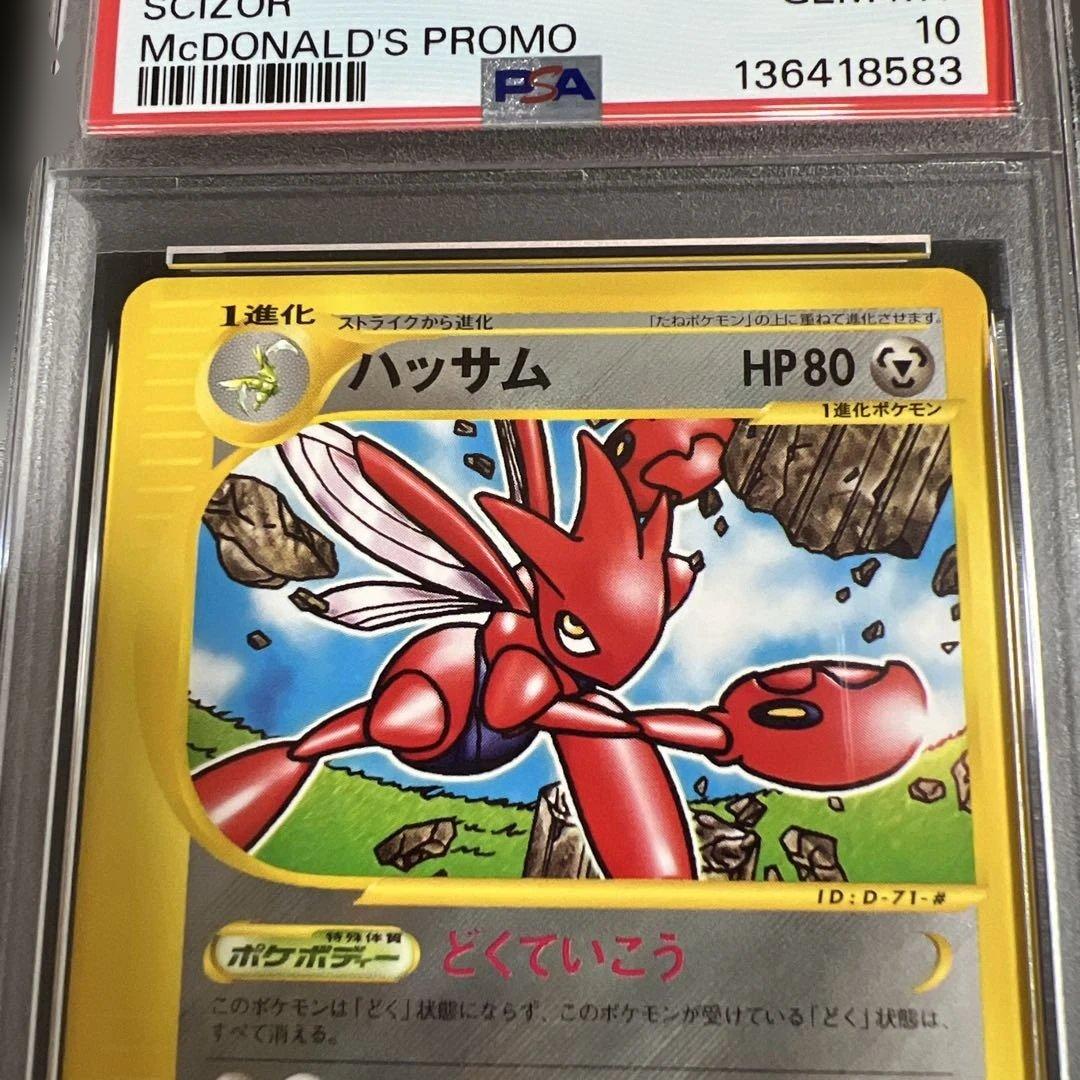 SCIZOR
McDONALD'S PROMO
10
PSA
136418583
1進化
ストライクから進化
「たねポケモン」の上に重ねて進化させます。
ハッサム
HP80
1進化ポケモン
ID:D-71-#
特殊体質
ポケボディー
どくていこう
このポケモンは「どく」状態にならず、このポケモンが受けている「どく」状態は、
すべて消える。